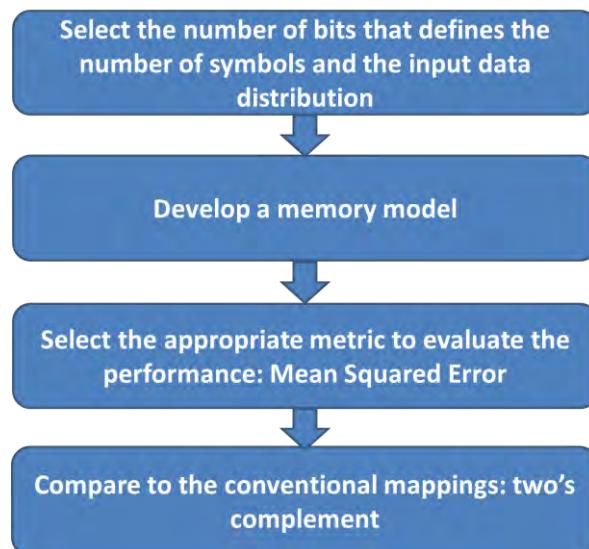 Select the number of bits that defines the
number of symbols and the input data
distribution
Develop a memory model
Select the appropriate metric to evaluate the
performance: Mean Squared Error
Compare to the conventional mappings: two's
complement